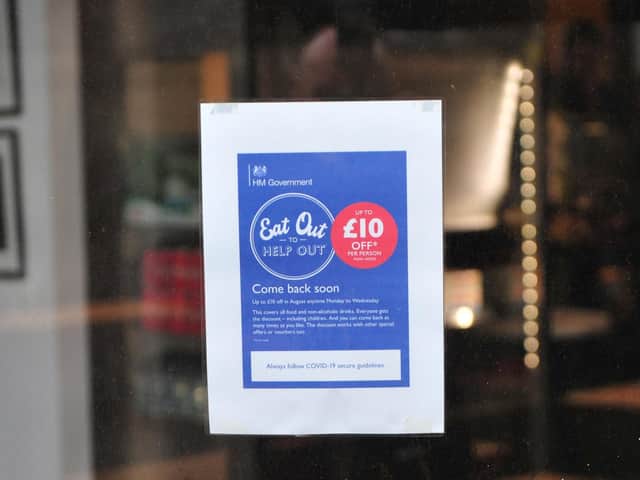 HM Government
Eat Out
TO
HELP OUT
UP TO
£10
OFF*
PER PERSON
Come back soon
Up to £10 off in August anytime Monday to Wednesday
This covers all food and non-alcoholic drinks. Everyone gets
the discount – including children. And you can come back as
many times as you like. The discount works with other special
offers or vouchers too.
Always follow COVID-19 secure guidelines